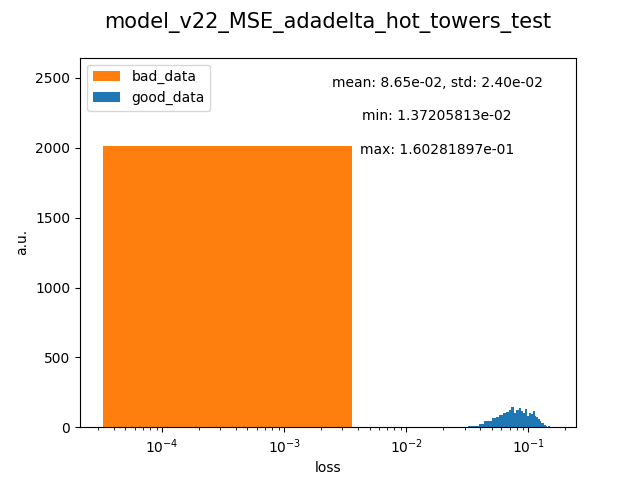 model_v22_MSE_adadelta_hot_towers_test
bad_data
good_data
mean: 8.65e-02, std: 2.40e-02
min: 1.37205813e-02
max: 1.60281897e-01
2500
2000
1500
1000
500
0
a.u.
10⁻⁴
10⁻³
10⁻²
10⁻¹
loss